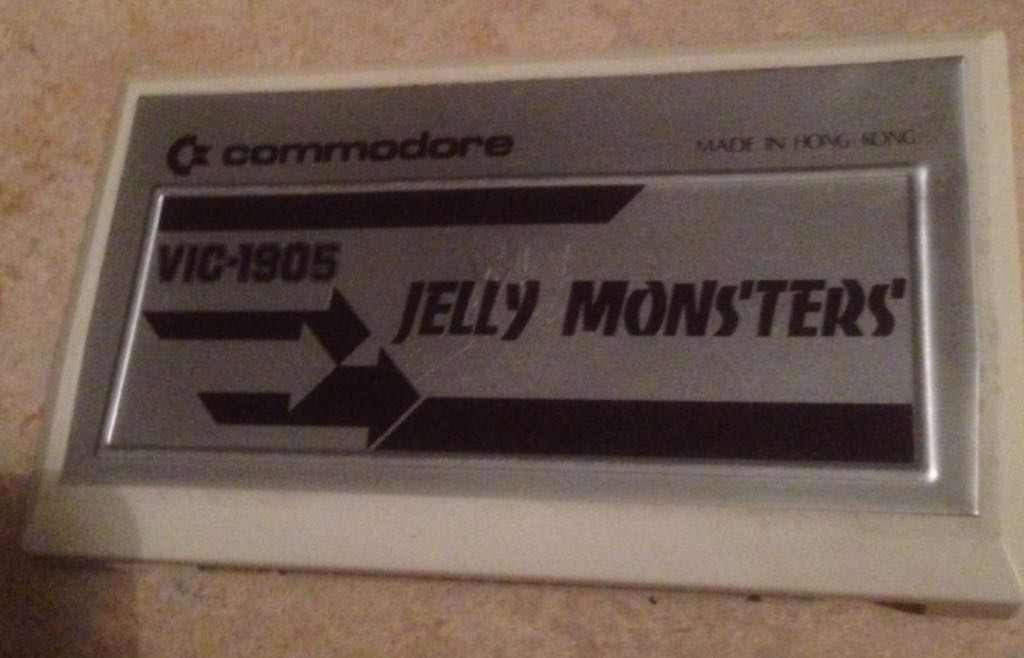 commodore
MADE IN HONG KONG
VIC-1905
JELLY MONSTERS